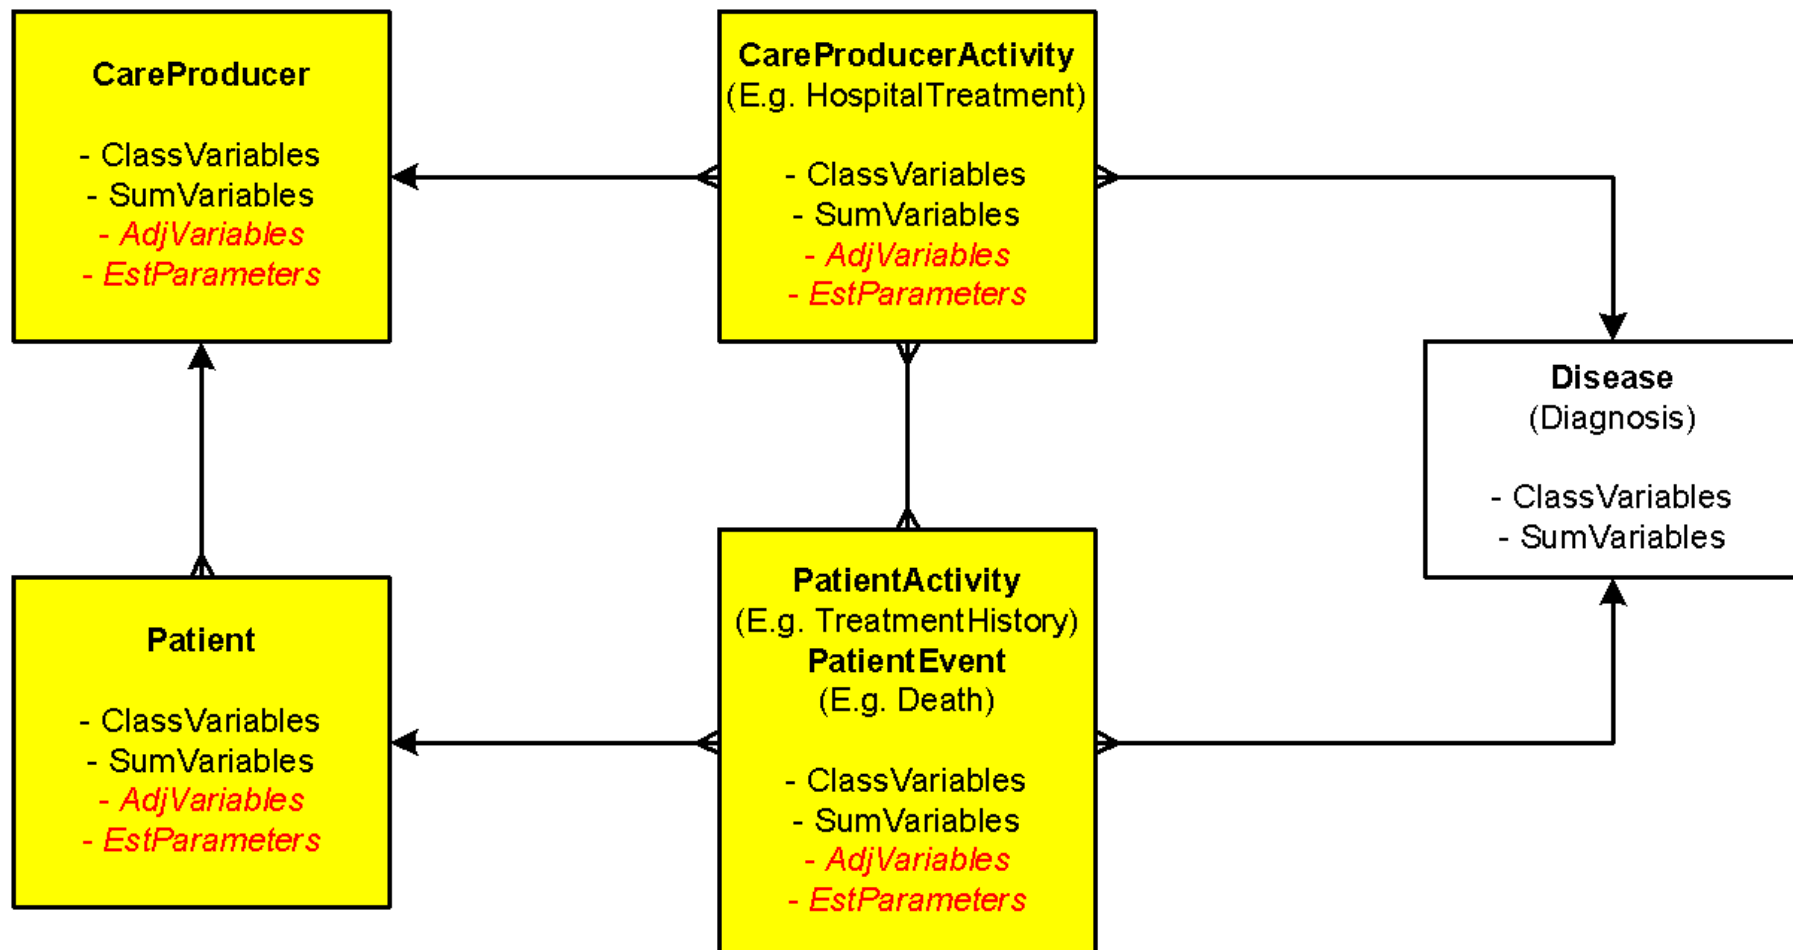 CareProducer
- ClassVariables
- SumVariables
- AdjVariables
- EstParameters
CareProducerActivity
(E.g. HospitalTreatment)
- ClassVariables
- SumVariables
- AdjVariables
- EstParameters
Disease
(Diagnosis)
- ClassVariables
- SumVariables
Patient
- ClassVariables
- SumVariables
- AdjVariables
- EstParameters
PatientActivity
(E.g. TreatmentHistory)
PatientEvent
(E.g. Death)
- ClassVariables
- SumVariables
- AdjVariables
- EstParameters